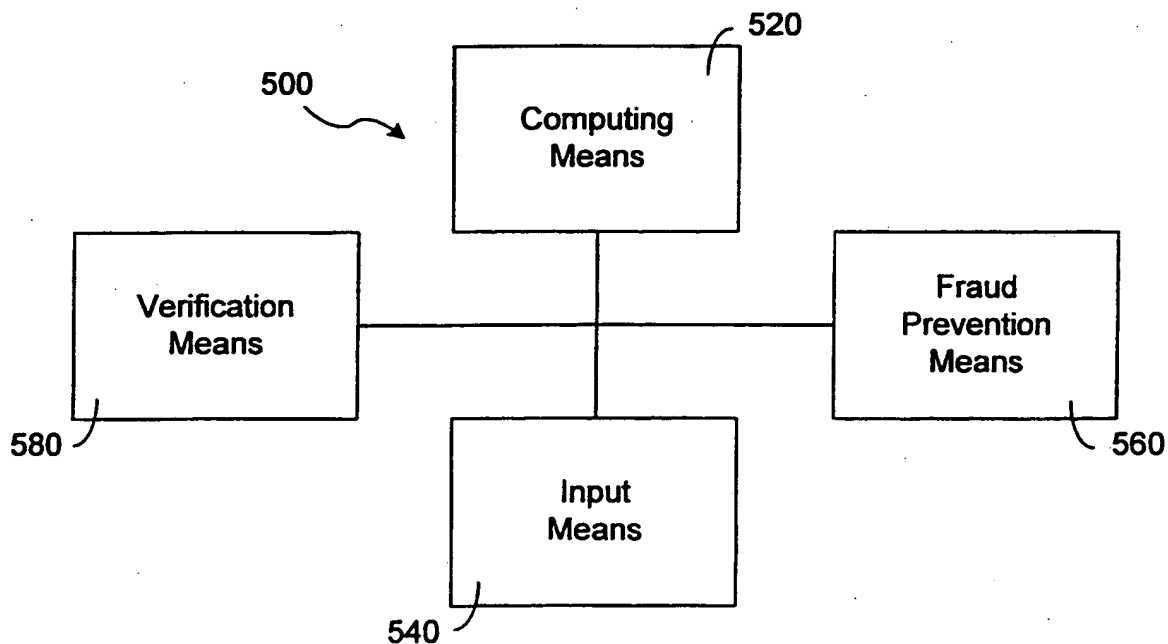 520
500
Computing
Means
Verification
Means
Fraud
Prevention
Means
580
560
Input
Means
540